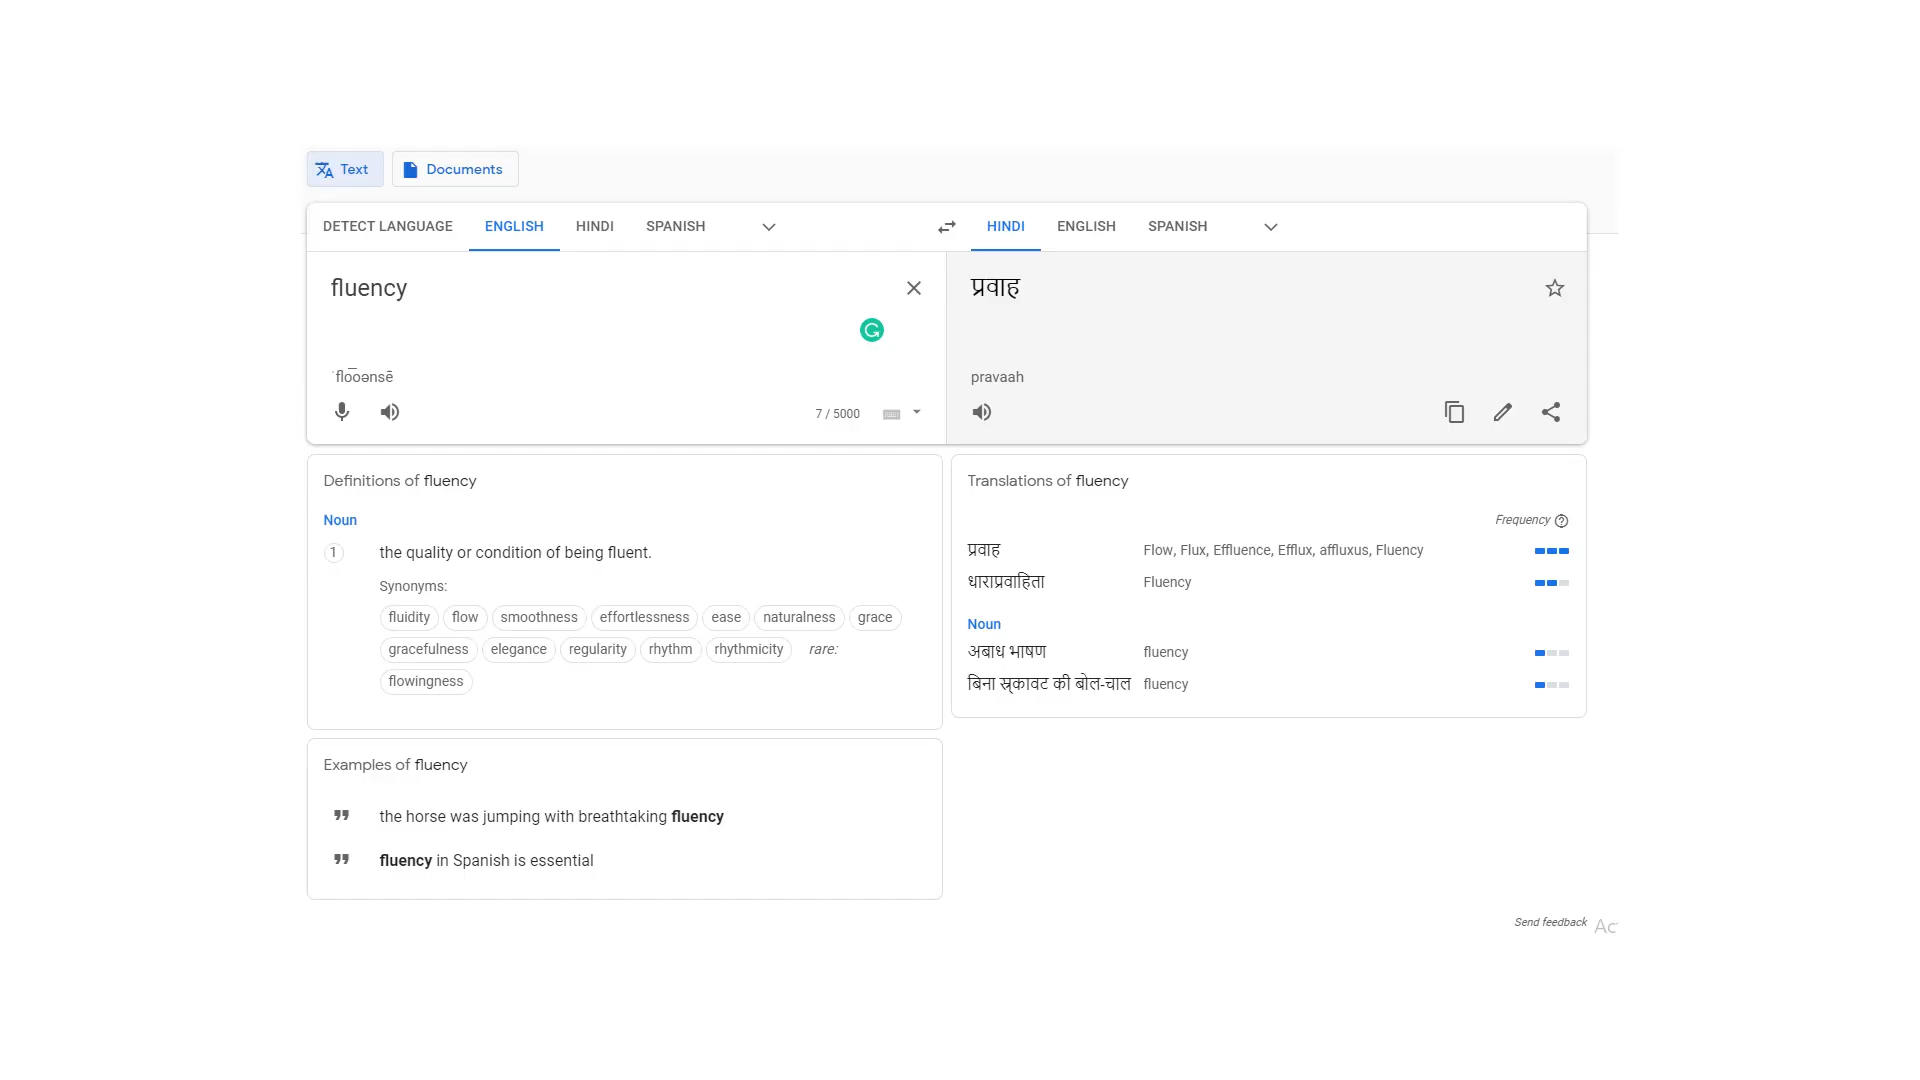 Text Documents
DETECT LANGUAGE ENGLISH HINDI SPANISH HINDI ENGLISH SPANISH
fluency
प्रवाह
ˈflo͞oənsē
pravaah
7 / 5000
Definitions of fluency
Noun
1 the quality or condition of being fluent.
Synonyms:
fluidity flow smoothness effortlessness ease naturalness grace
gracefulness elegance regularity rhythm rhythmicity rare:
flowingness
Translations of fluency
Frequency
प्रवाह Flow, Flux, Effluence, Efflux, affluxus, Fluency
धाराप्रवाहिता Fluency
Noun
अबाध भाषण fluency
बिना स्र्कावट की बोल-चाल fluency
Examples of fluency
the horse was jumping with breathtaking fluency
fluency in Spanish is essential
Send feedback